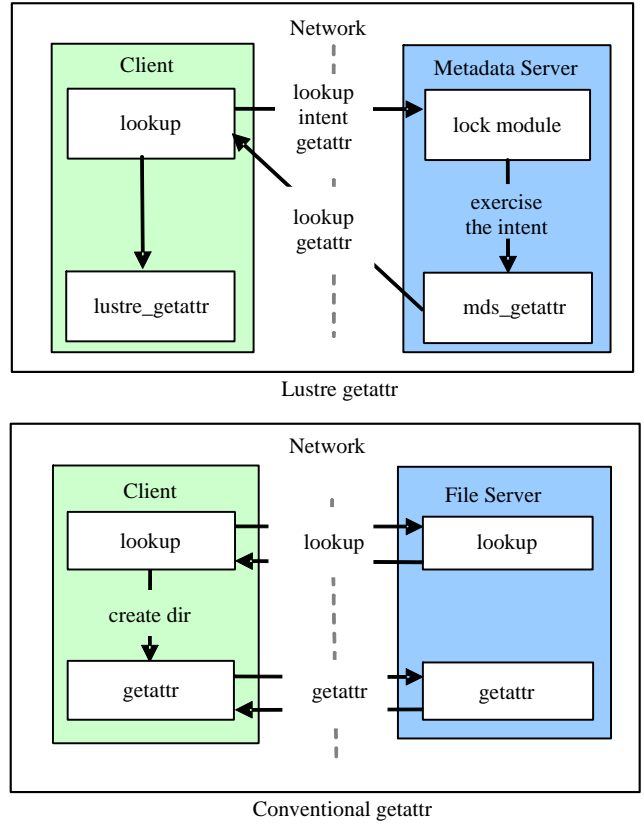 Network
Client
Metadata Server
lookup
lookup
intent
getattr
lock module
exercise
the intent
lookup
getattr
lustre_getattr
mds_getattr
Lustre getattr
Network
Client
File Server
lookup
lookup
lookup
create dir
getattr
getattr
getattr
Conventional getattr